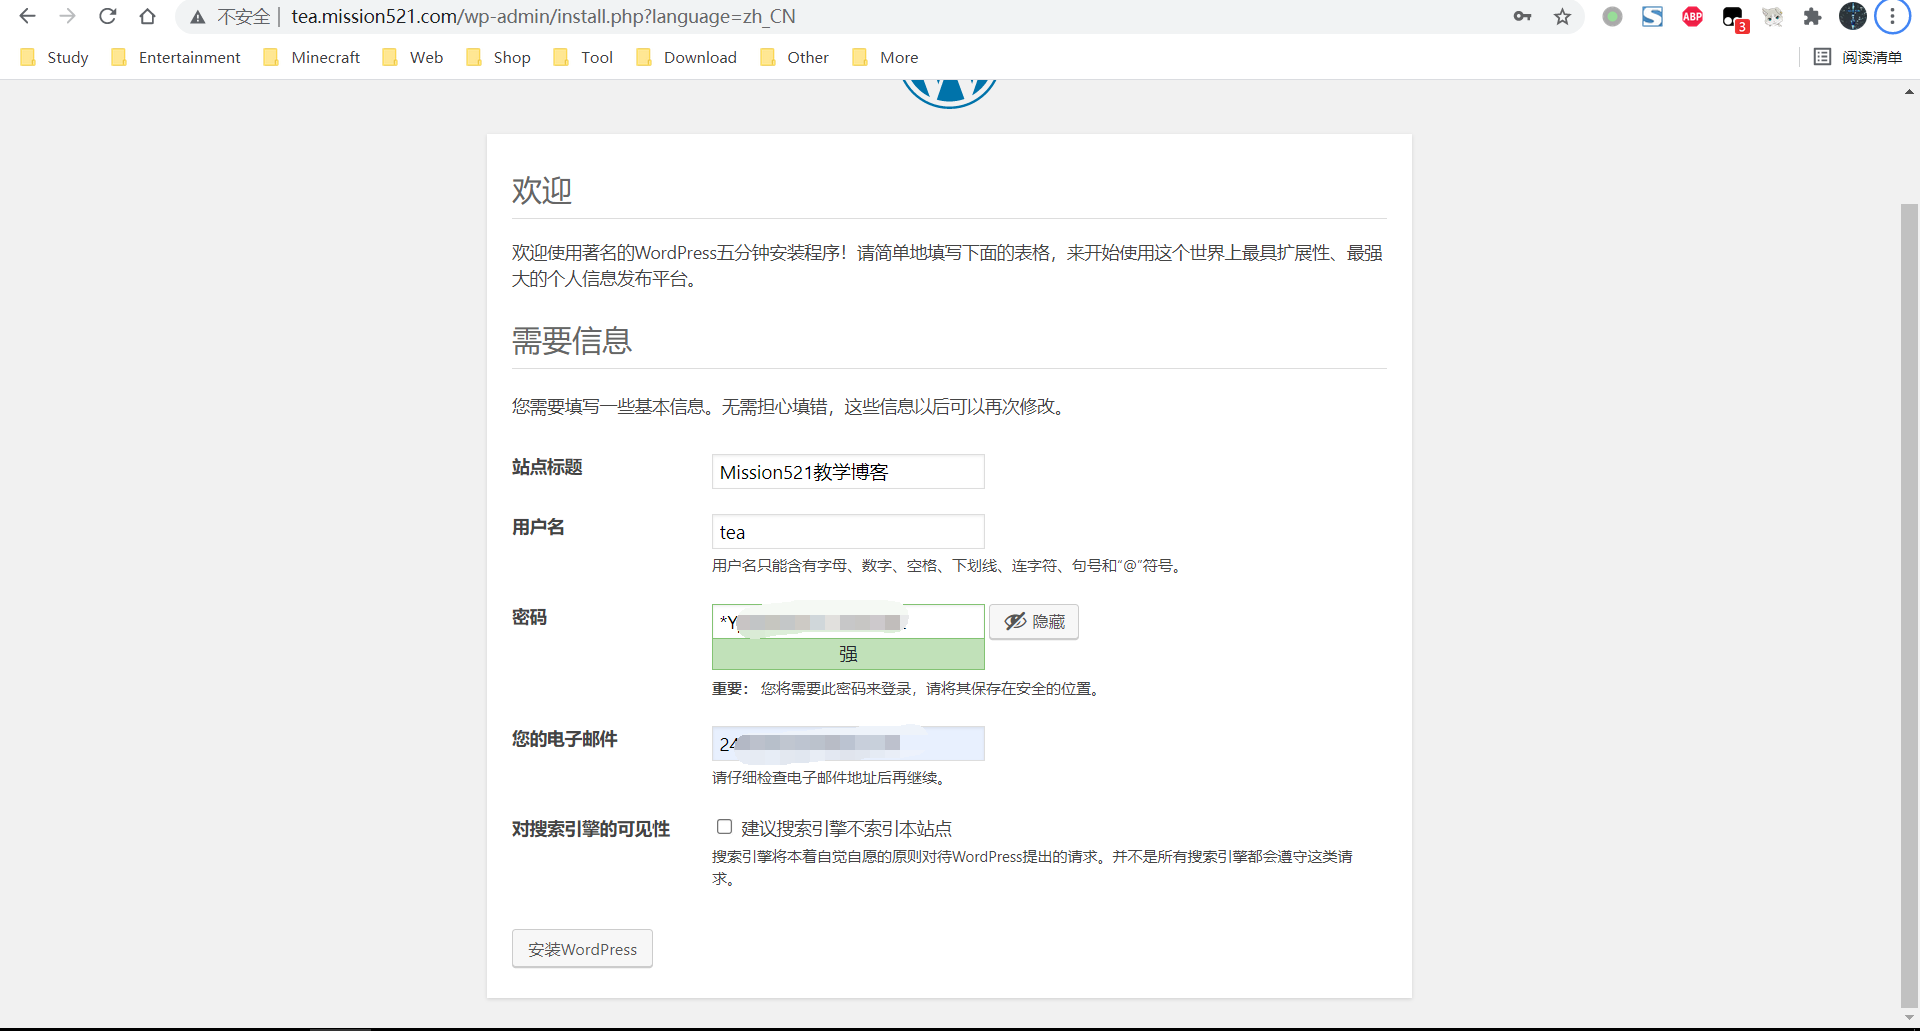 不安全 | tea.mission521.com/wp-admin/install.php?language=zh_CN
ABP
3
Study Entertainment Minecraft Web Shop Tool Download Other More 阅读清单
欢迎
欢迎使用著名的WordPress五分钟安装程序！请简单地填写下面的表格，来开始使用这个世界上最具扩展性、最强
大的个人信息发布平台。
需要信息
您需要填写一些基本信息。无需担心填错，这些信息以后可以再次修改。
站点标题 Mission521教学博客
用户名 tea
用户名只能含有字母、数字、空格、下划线、连字符、句号和“@”符号。
密码 *Y 隐藏
强
重要： 您将需要此密码来登录，请将其保存在安全的位置。
您的电子邮件 24
请仔细检查电子邮件地址后再继续。
对搜索引擎的可见性 建议搜索引擎不索引本站点
搜索引擎将本着自觉自愿的原则对待WordPress提出的请求。并不是所有搜索引擎都会遵守这类请
求。
安装WordPress